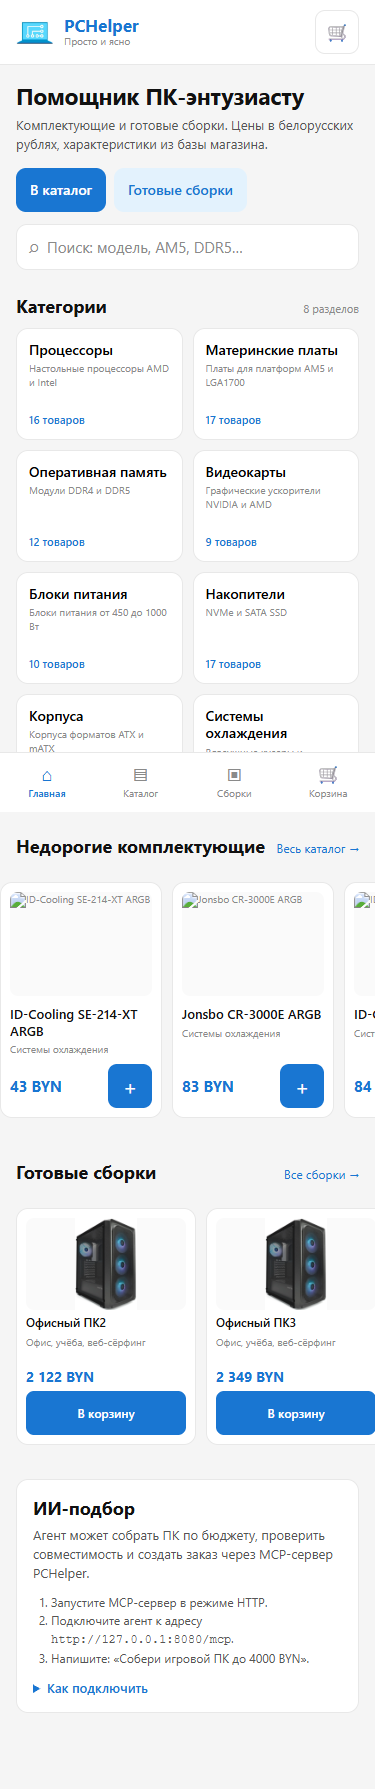 PCHelper
Просто и ясно
Помощник ПК-энтузиасту
Комплектующие и готовые сборки. Цены в белорусских
рублях, характеристики из базы магазина.
В каталог
Готовые сборки
Поиск: модель, AM5, DDR5...
Категории
8 разделов
Процессоры
Настольные процессоры AMD
и Intel
16 товаров
Материнские платы
Платы для платформ AM5 и
LGA1700
17 товаров
Оперативная память
Модули DDR4 и DDR5
12 товаров
Видеокарты
Графические ускорители
NVIDIA и AMD
9 товаров
Блоки питания
Блоки питания от 450 до 1000
Вт
10 товаров
Накопители
NVMe и SATA SSD
17 товаров
Корпуса
Корпуса форматов ATX и
mATX
Системы
охлаждения
Главная
Каталог
Сборки
Корзина
Недорогие комплектующие
Весь каталог →
ID-Cooling SE-214-XT ARGB
ID-Cooling SE-214-XT
ARGB
Системы охлаждения
43 BYN
+
Jonsbo CR-3000E ARGB
Jonsbo CR-3000E ARGB
Системы охлаждения
83 BYN
+
ID-C
Сист
84
Готовые сборки
Все сборки →
Офисный ПК2
Офис, учёба, веб-сёрфинг
2 122 BYN
В корзину
Офисный ПК3
Офис, учёба, веб-сёрфинг
2 349 BYN
В корзину
ИИ-подбор
Агент может собрать ПК по бюджету, проверить
совместимость и создать заказ через MCP-сервер
PCHelper.
1. Запустите MCP-сервер в режиме HTTP.
2. Подключите агент к адресу
http://127.0.0.1:8080/mcp.
3. Напишите: «Собери игровой ПК до 4000 BYN».
Как подключить